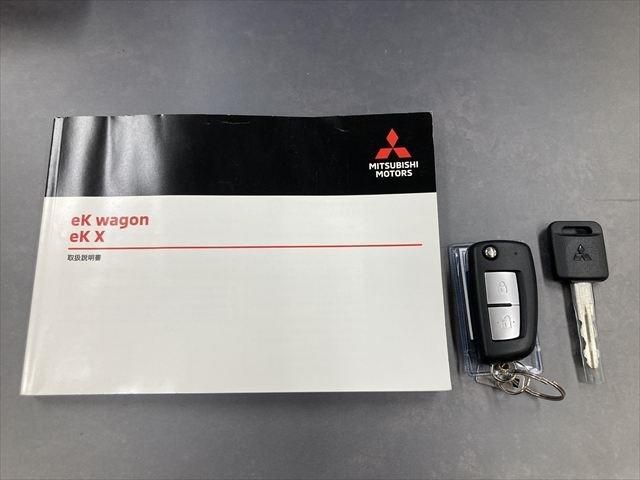 MITSUBISHI
MOTORS
eK wagon
eK X
取扱説明書